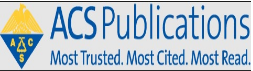 ACS Publications
Most Trusted. Most Cited. Most Read.
A C
S